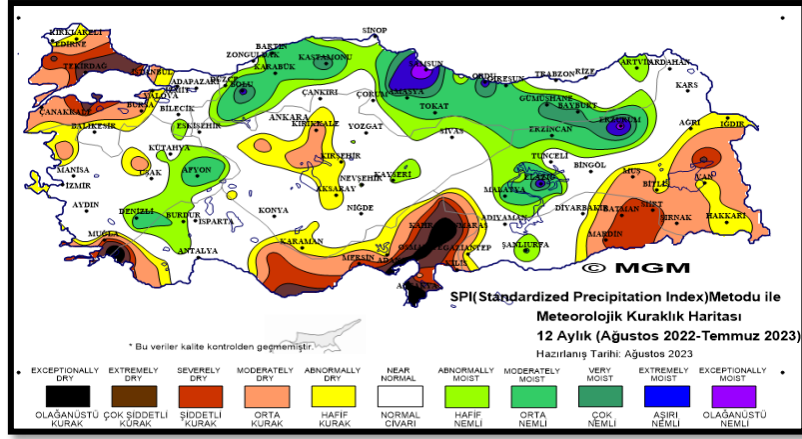 KIRKLARELİ
EDİRNE
TEKİRDAĞ
İSTANBUL
ÇANAKKALE
BALIKESİR
BURSA
YALOVA
İZMİT
ADAPAZARI
BİLECİK
ESKİŞEHİR
KÜTAHYA
MANİSA
İZMİR
UŞAK
AFYON
AYDIN
DENİZLİ
BURDUR
ISPARTA
MUĞLA
ANTALYA
ZONGULDAK
BARTIN
DÜZCE
BOLU
KARABÜK
KASTAMONU
SİNOP
ÇANKIRI
ANKARA
KIRIKKALE
ÇORUM
AMASYA
SAMSUN
TOKAT
YOZGAT
SİVAS
KIRŞEHİR
NEVŞEHİR
KAYSERİ
AKSARAY
NİĞDE
KONYA
KARAMAN
MERSİN
ORDU
GİRESUN
TRABZON
RİZE
ARTVİN
ARDAHAN
KARS
GÜMÜŞHANE
BAYBURT
ERZİNCAN
ERZURUM
AĞRI
IĞDIR
TUNCELİ
BİNGÖL
MUŞ
BİTLİS
VAN
ELAZIĞ
MALATYA
ADIYAMAN
DİYARBAKIR
BATMAN
SİİRT
ŞIRNAK
HAKKARİ
MARDİN
ŞANLIURFA
GAZİANTEP
KİLİS
© MGM
SPI(Standardized Precipitation Index)Metodu ile
Meteorolojik Kuraklık Haritası
12 Aylık (Ağustos 2022-Temmuz 2023)
Hazırlanış Tarihi: Ağustos 2023
* Bu veriler kalite kontrolden geçmemiştir.
EXCEPTIONALLY DRY
EXTREMELY DRY
SEVERELY DRY
MODERATELY DRY
ABNORMALLY DRY
NEAR NORMAL
ABNORMALLY MOIST
MODERATELY MOIST
VERY MOIST
EXTREMELY MOIST
EXCEPTIONALLY MOIST
OLAĞANÜSTÜ KURAK
ÇOK ŞİDDETLİ KURAK
ŞİDDETLİ KURAK
ORTA KURAK
HAFİF KURAK
NORMAL CİVARI
HAFİF NEMLİ
ORTA NEMLİ
ÇOK NEMLİ
AŞIRI NEMLİ
OLAĞANÜSTÜ NEMLİ